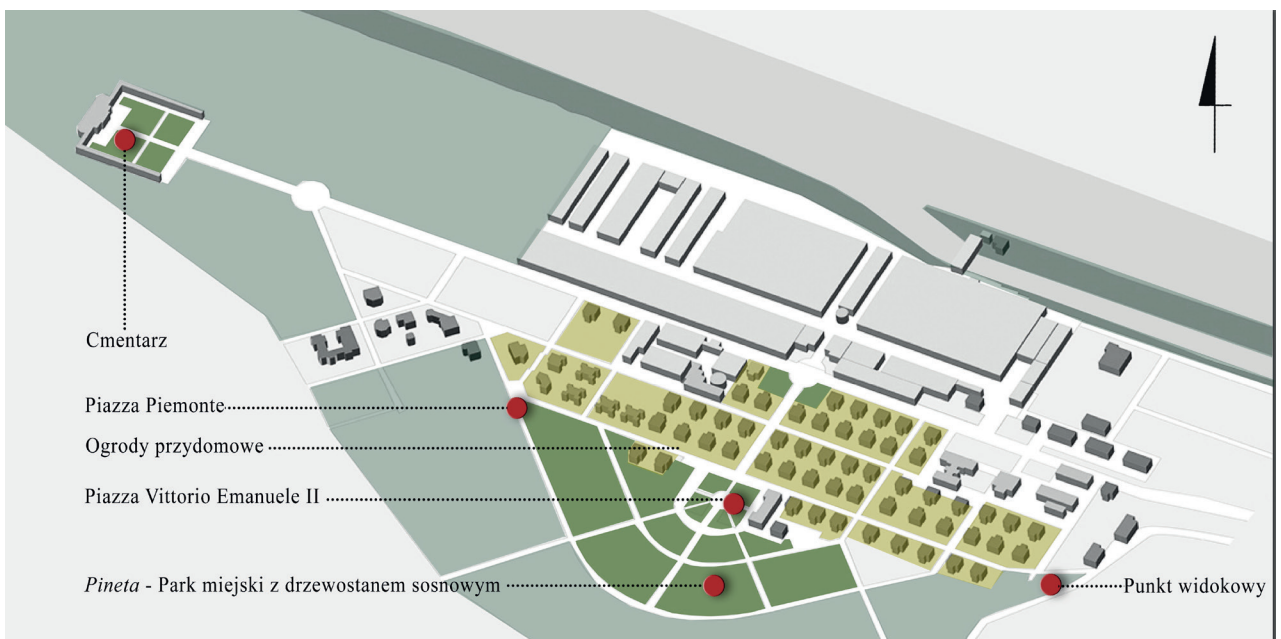 Cmentarz
Piazza Piemonte
Ogrody przydomowe
Piazza Vittorio Emanuele II
Pineta - Park miejski z drzewostanem sosnowym
Punkt widokowy